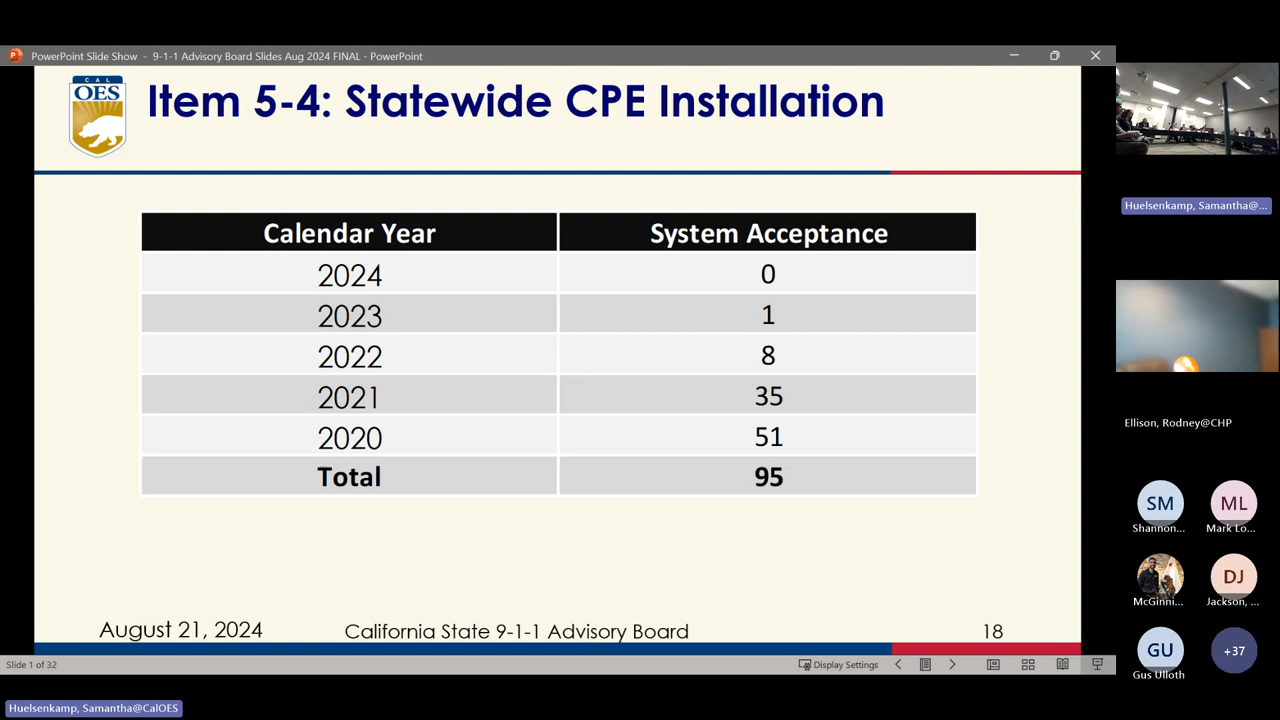 PowerPoint Slide Show - 9-1-1 Advisory Board Slides Aug 2024 FINAL - PowerPoint
CAL
OES
Item 5-4: Statewide CPE Installation
Calendar Year System Acceptance
2024 0
2023 1
2022 8
2021 35
2020 51
Total 95
August 21, 2024 California State 9-1-1 Advisory Board 18
Slide 1 of 32 Display Settings
Huelsenkamp, Samantha@CalOES
Huelsenkamp, Samantha@...
Ellison, Rodney@CHP
SM ML
Shannon... Mark Lo...
DJ
McGinni... Jackson, ...
GU +37
Gus Ulloth